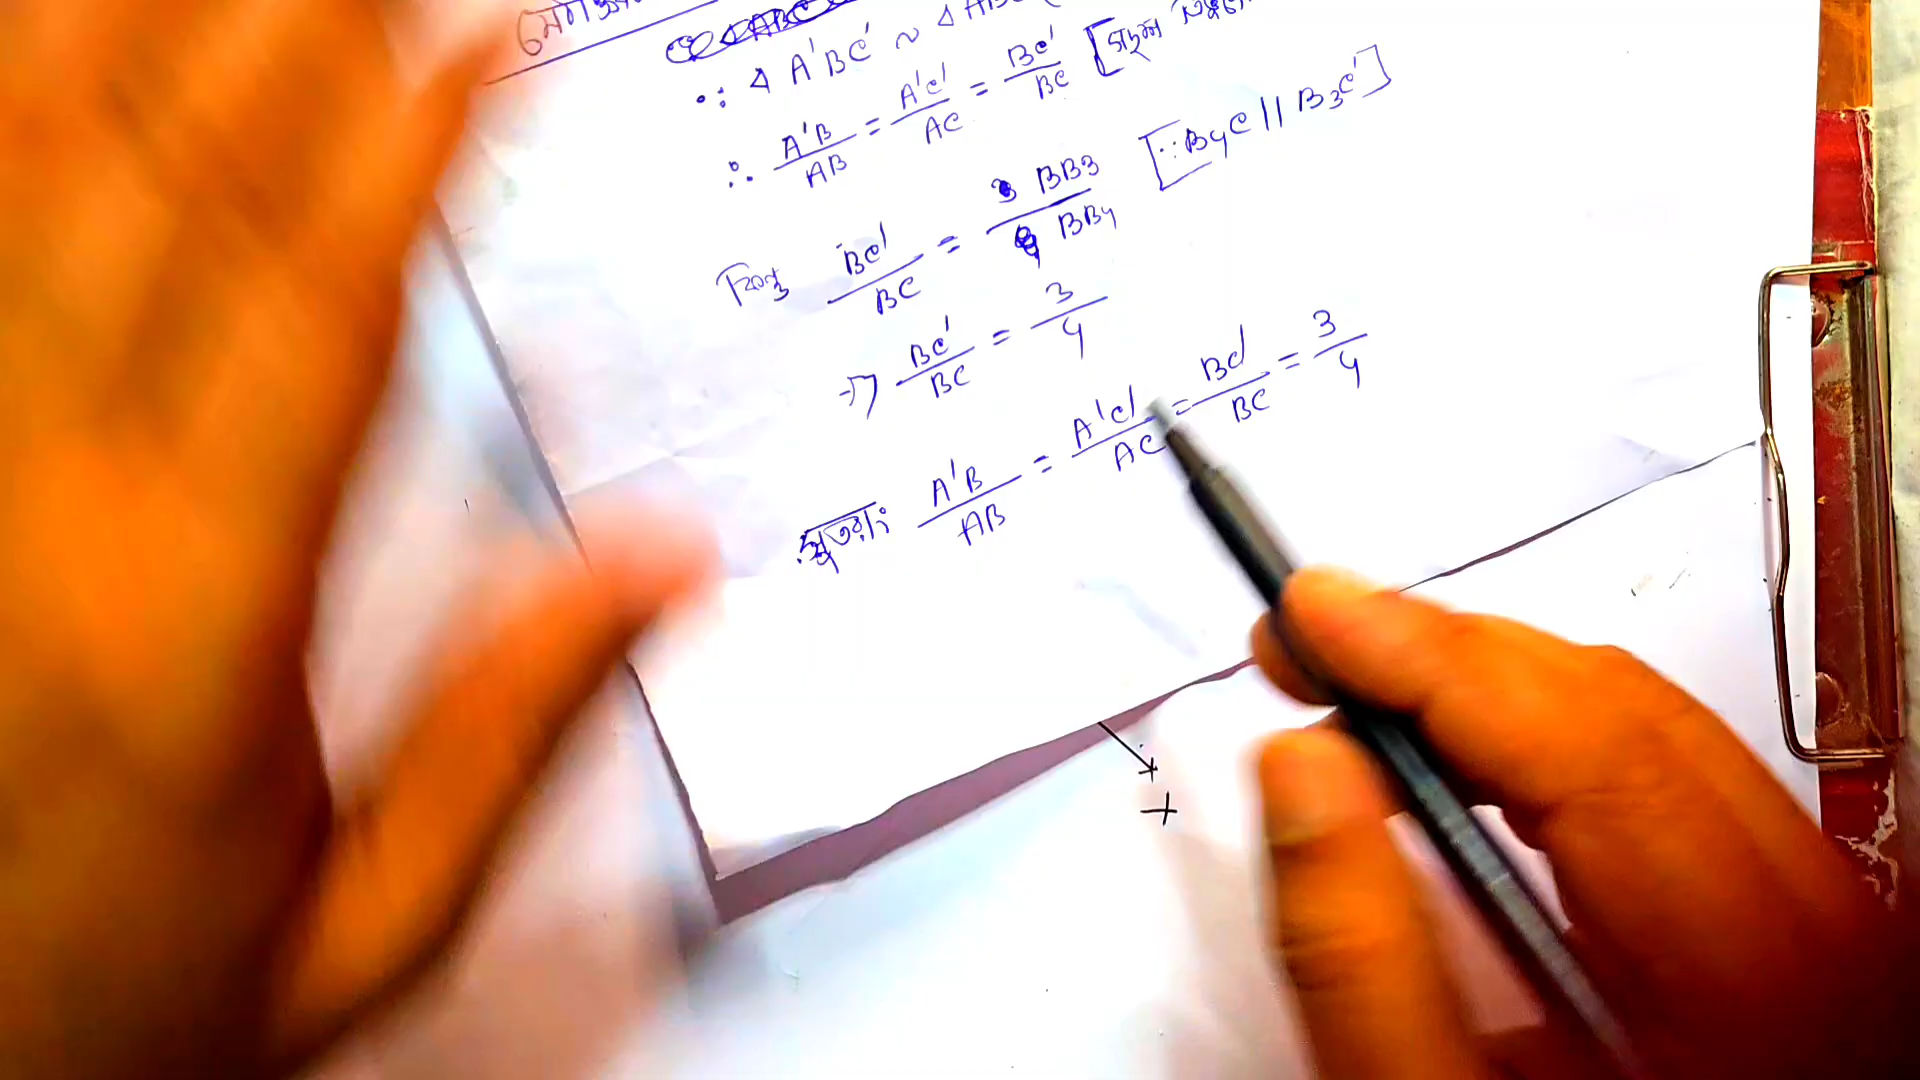 ∴ Δ A'BC' ~ Δ ABC
∴ A'B/AB = A'C'/AC = BC'/BC
কিন্তু BC'/BC = BB3/BB4 [∵ B4C || B3C']
⇒ BC'/BC = 3/4
সুতরাং A'B/AB = A'C'/AC = BC'/BC = 3/4